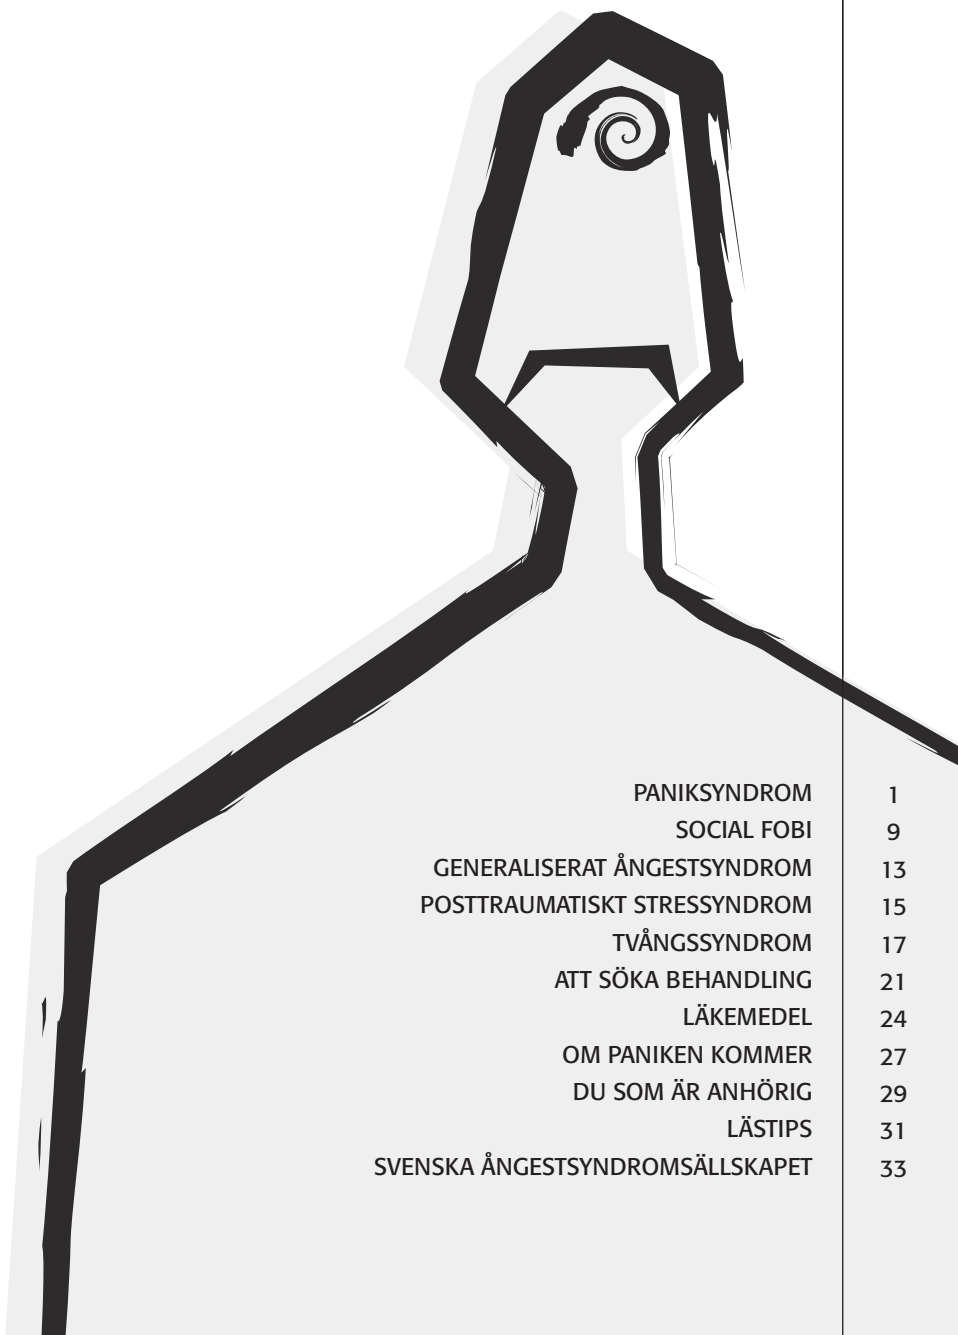 PANIKSYNDROM 1
SOCIAL FOBI 9
GENERALISERAT ÅNGESTSYNDROM 13
POSTTRAUMATISKT STRESSYNDROM 15
TVÅNGSSYNDROM 17
ATT SÖKA BEHANDLING 21
LÄKEMEDEL 24
OM PANIKEN KOMMER 27
DU SOM ÄR ANHÖRIG 29
LÄSTIPS 31
SVENSKA ÅNGESTSYNDROMSÄLLSKAPET 33